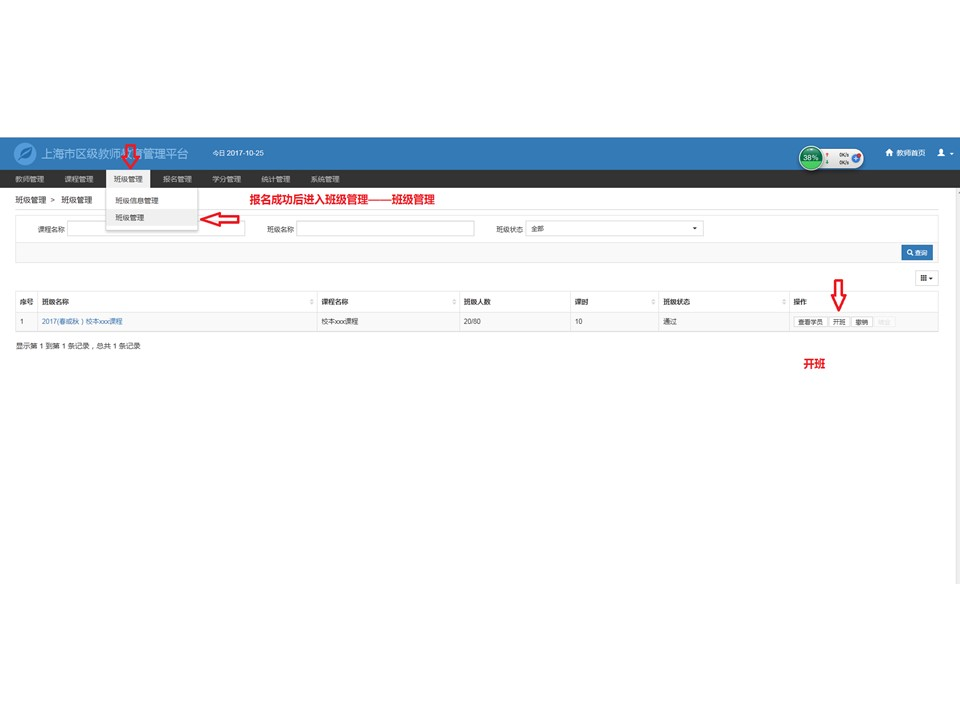 上海市区级教师教育管理平台
今日 2017-10-25
38%
0K/s
0K/s
教师首页
教师管理 课程管理 班级管理 报名管理 学分管理 统计管理 系统管理
班级管理 > 班级管理
班级信息管理
班级管理
报名成功后进入班级管理——班级管理
课程名称 班级名称 班级状态 全部
查询
序号 班级名称 课程名称 班级人数 课时 班级状态 操作
1 2017(春或秋）校本xxx课程 校本xxx课程 20/80 10 通过 查看学员 开班 撤销
显示第 1 到第 1 条记录，总共 1 条记录
开班